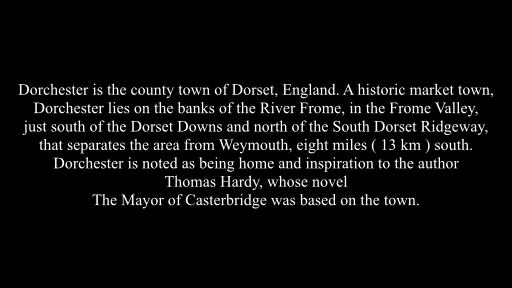 Dorchester is the county town of Dorset, England. A historic market town,
Dorchester lies on the banks of the River Frome, in the Frome Valley,
just south of the Dorset Downs and north of the South Dorset Ridgeway,
that separates the area from Weymouth, eight miles ( 13 km ) south.
Dorchester is noted as being home and inspiration to the author
Thomas Hardy, whose novel
The Mayor of Casterbridge was based on the town.